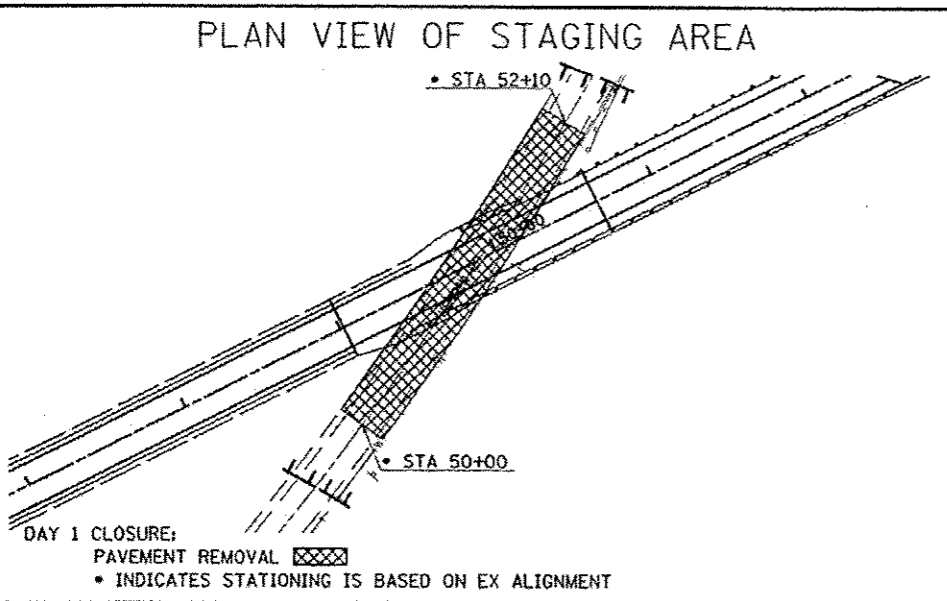 PLAN VIEW OF STAGING AREA
• STA 52+10
• STA 50+00
DAY 1 CLOSURE:
PAVEMENT REMOVAL
• INDICATES STATIONING IS BASED ON EX ALIGNMENT